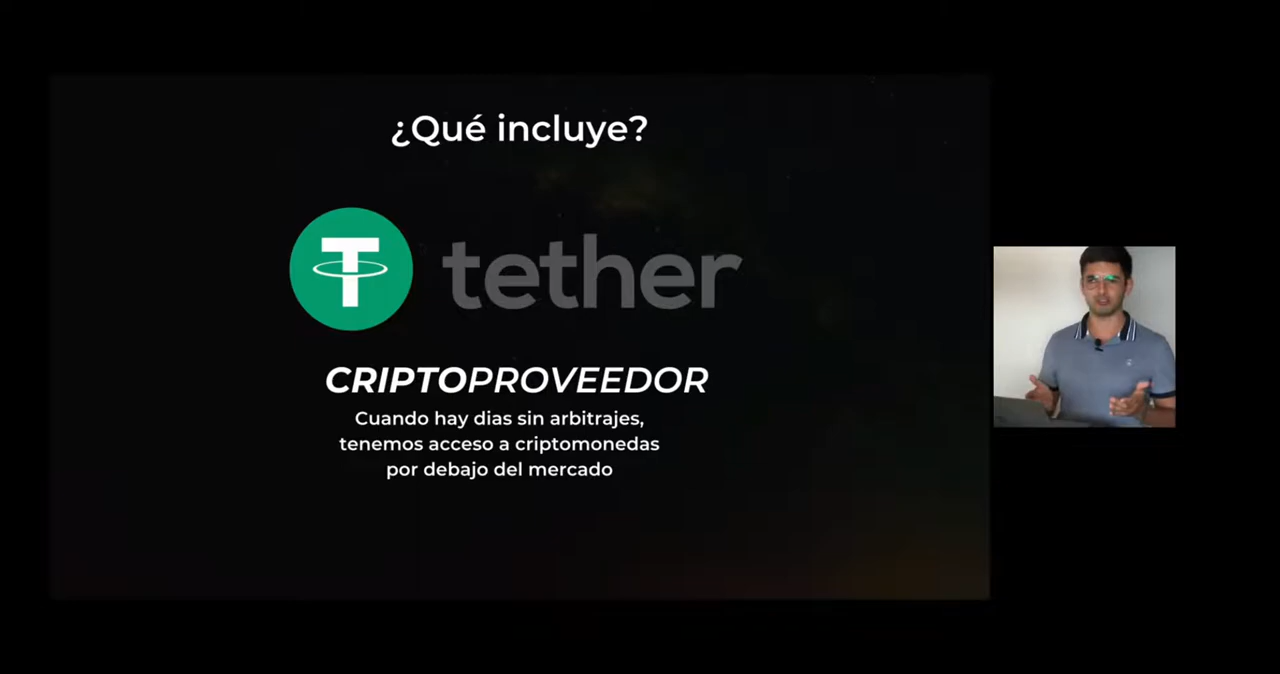 ¿Qué incluye?
tether
CRIPTOPROVEEDOR
Cuando hay dias sin arbitrajes,
tenemos acceso a criptomonedas
por debajo del mercado